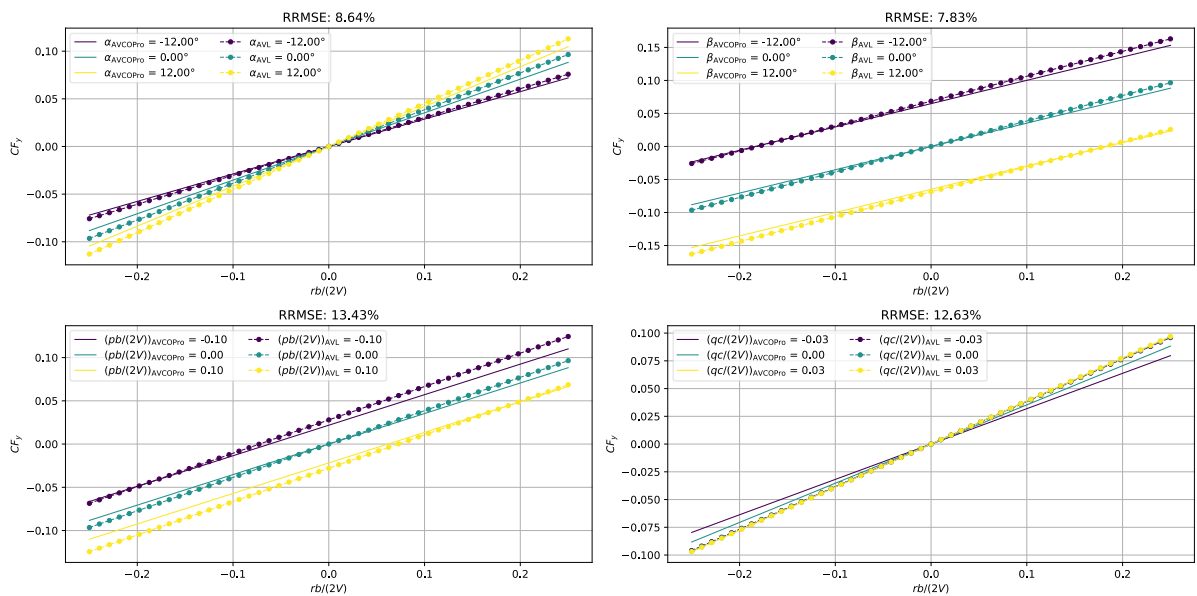 RRMSE: 8.64%
α_AVCOPro = -12.00° α_AVL = -12.00°
α_AVCOPro = 0.00° α_AVL = 0.00°
α_AVCOPro = 12.00° α_AVL = 12.00°
0.10
0.05
0.00
−0.05
−0.10
CF_y
−0.2 −0.1 0.0 0.1 0.2
rb/(2V)
RRMSE: 7.83%
β_AVCOPro = -12.00° β_AVL = -12.00°
β_AVCOPro = 0.00° β_AVL = 0.00°
β_AVCOPro = 12.00° β_AVL = 12.00°
0.15
0.10
0.05
0.00
−0.05
−0.10
−0.15
CF_y
−0.2 −0.1 0.0 0.1 0.2
rb/(2V)
RRMSE: 13.43%
(pb/(2V))_AVCOPro = -0.10 (pb/(2V))_AVL = -0.10
(pb/(2V))_AVCOPro = 0.00 (pb/(2V))_AVL = 0.00
(pb/(2V))_AVCOPro = 0.10 (pb/(2V))_AVL = 0.10
0.10
0.05
0.00
−0.05
−0.10
CF_y
−0.2 −0.1 0.0 0.1 0.2
rb/(2V)
RRMSE: 12.63%
(qc/(2V))_AVCOPro = -0.03 (qc/(2V))_AVL = -0.03
(qc/(2V))_AVCOPro = 0.00 (qc/(2V))_AVL = 0.00
(qc/(2V))_AVCOPro = 0.03 (qc/(2V))_AVL = 0.03
0.100
0.075
0.050
0.025
0.000
−0.025
−0.050
−0.075
−0.100
CF_y
−0.2 −0.1 0.0 0.1 0.2
rb/(2V)